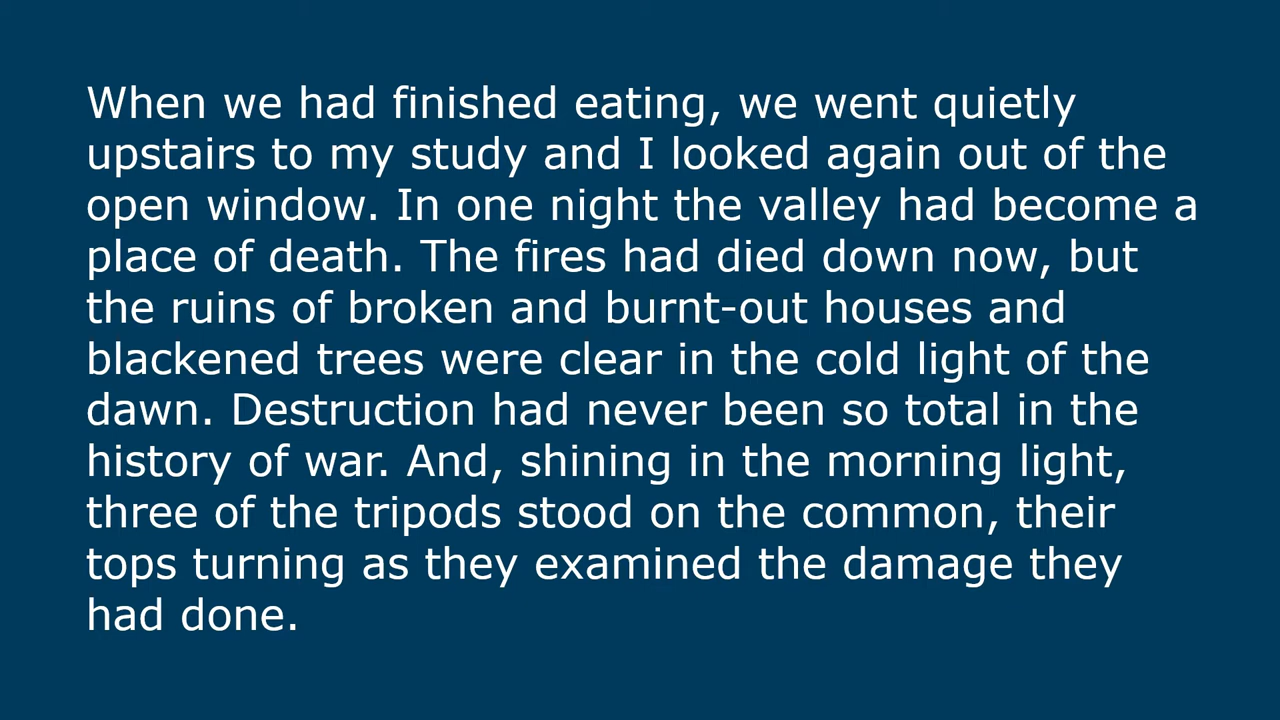 When we had finished eating, we went quietly
upstairs to my study and I looked again out of the
open window. In one night the valley had become a
place of death. The fires had died down now, but
the ruins of broken and burnt-out houses and
blackened trees were clear in the cold light of the
dawn. Destruction had never been so total in the
history of war. And, shining in the morning light,
three of the tripods stood on the common, their
tops turning as they examined the damage they
had done.